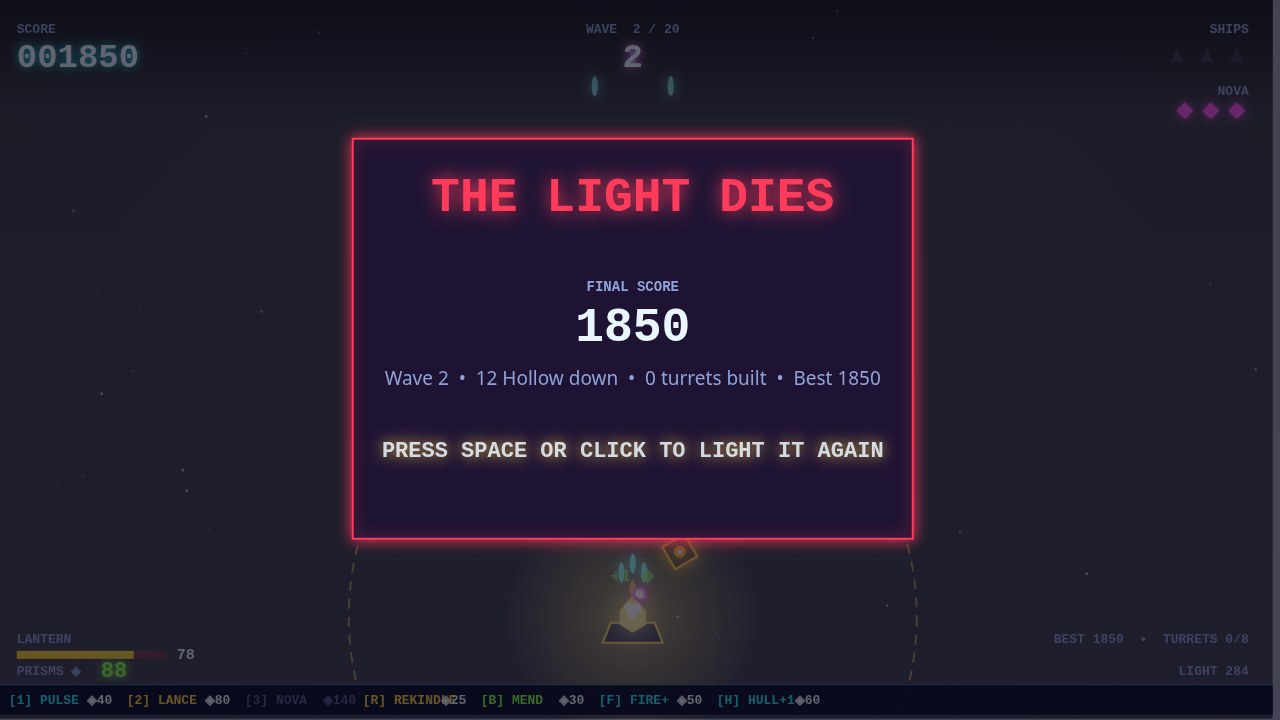 SCORE
001850
WAVE 2 / 20
2
SHIPS
NOVA
THE LIGHT DIES
FINAL SCORE
1850
Wave 2 • 12 Hollow down • 0 turrets built • Best 1850
PRESS SPACE OR CLICK TO LIGHT IT AGAIN
LANTERN
78
PRISMS ◈ 88
BEST 1850 • TURRETS 0/8
LIGHT 284
[1] PULSE ◈40 [2] LANCE ◈80 [3] NOVA ◈140 [R] REKINDLE ◈25 [B] MEND ◈30 [F] FIRE+ ◈50 [H] HULL+1 ◈60